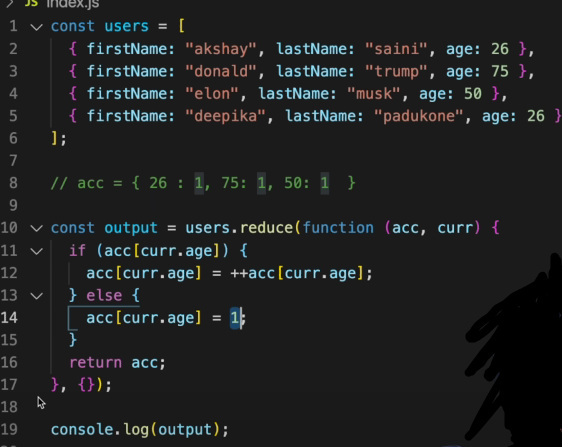 JS index.js
1 const users = [
2 { firstName: "akshay", lastName: "saini", age: 26 },
3 { firstName: "donald", lastName: "trump", age: 75 },
4 { firstName: "elon", lastName: "musk", age: 50 },
5 { firstName: "deepika", lastName: "padukone", age: 26 }
6 ];
7
8 // acc = { 26 : 1, 75: 1, 50: 1  }
9
10 const output = users.reduce(function (acc, curr) {
11 if (acc[curr.age]) {
12 acc[curr.age] = ++acc[curr.age];
13 } else {
14 acc[curr.age] = 1;
15 }
16 return acc;
17 }, {});
18
19 console.log(output);